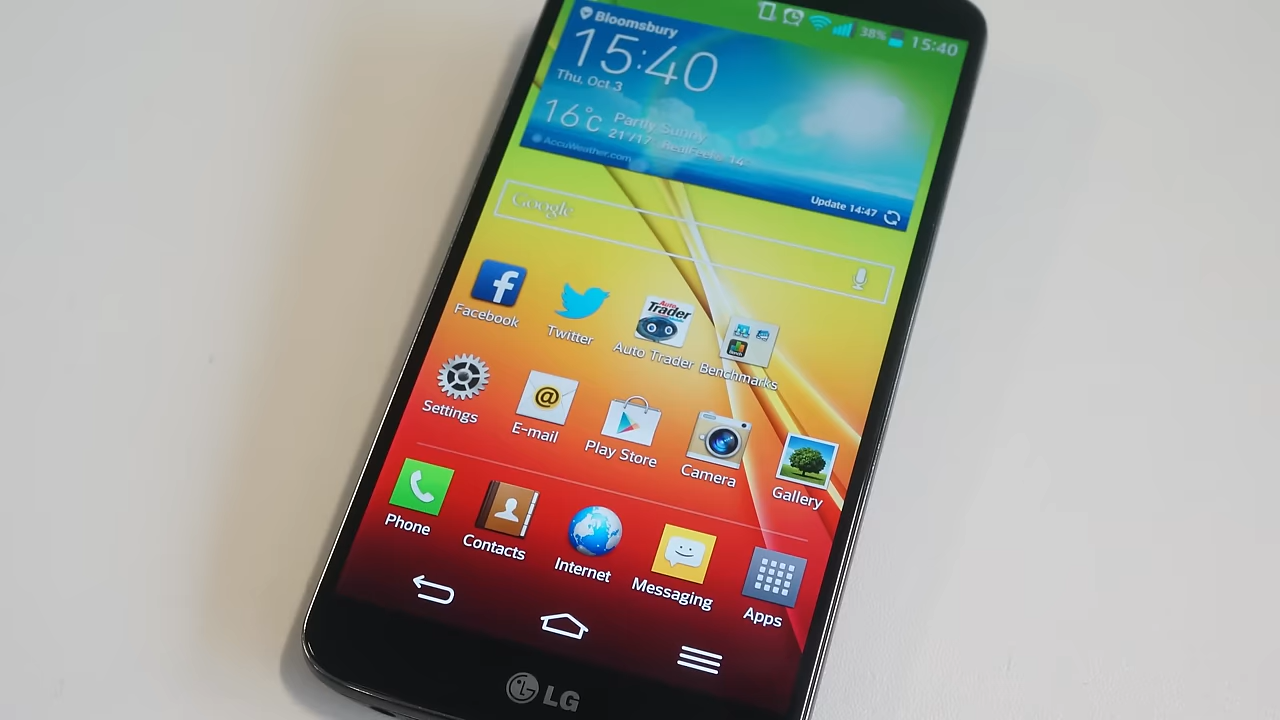 Bloomsbury
38% 15:40
15:40
Thu, Oct 3
16°c Partly Sunny
21°/17° RealFeel® 14°
AccuWeather.com
Update 14:47
Google
Facebook
Twitter
Auto Trader
Auto Trader
Benchmarks
Settings
E-mail
Play Store
Camera
Gallery
Phone
Contacts
Internet
Messaging
Apps
LG